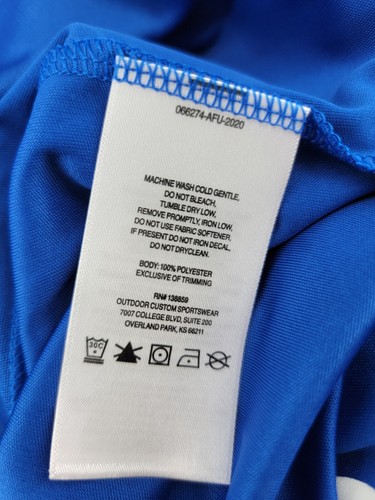 066274-AFU-2020
MACHINE WASH COLD GENTLE,
DO NOT BLEACH,
TUMBLE DRY LOW,
REMOVE PROMPTLY, IRON LOW,
DO NOT USE FABRIC SOFTENER.
IF PRESENT DO NOT IRON DECAL,
DO NOT DRYCLEAN.
BODY: 100% POLYESTER
EXCLUSIVE OF TRIMMING
RN# 138859
OUTDOOR CUSTOM SPORTSWEAR
7007 COLLEGE BLVD, SUITE 200
OVERLAND PARK, KS 66211
30C